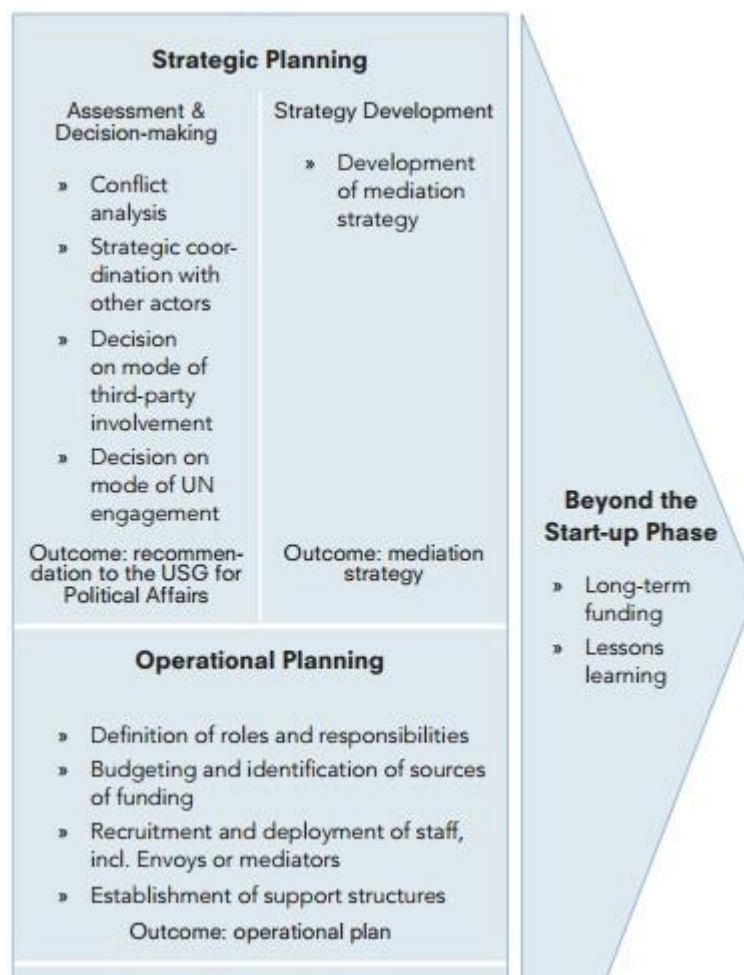 Strategic Planning
Assessment &
Decision-making
» Conflict
analysis
» Strategic coor-
dination with
other actors
» Decision
on mode of
third-party
involvement
» Decision on
mode of UN
engagement
Outcome: recommen-
dation to the USG for
Political Affairs
Strategy Development
» Development
of mediation
strategy
Outcome: mediation
strategy
Operational Planning
» Definition of roles and responsibilities
» Budgeting and identification of sources
of funding
» Recruitment and deployment of staff,
incl. Envoys or mediators
» Establishment of support structures
Outcome: operational plan
Beyond the
Start-up Phase
» Long-term
funding
» Lessons
learning